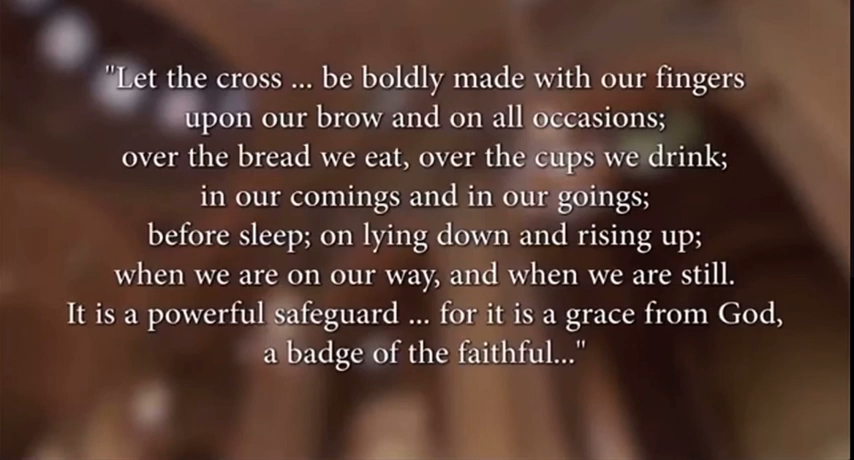 "Let the cross ... be boldly made with our fingers
upon our brow and on all occasions;
over the bread we eat, over the cups we drink;
in our comings and in our goings;
before sleep; on lying down and rising up;
when we are on our way, and when we are still.
It is a powerful safeguard ... for it is a grace from God,
a badge of the faithful..."